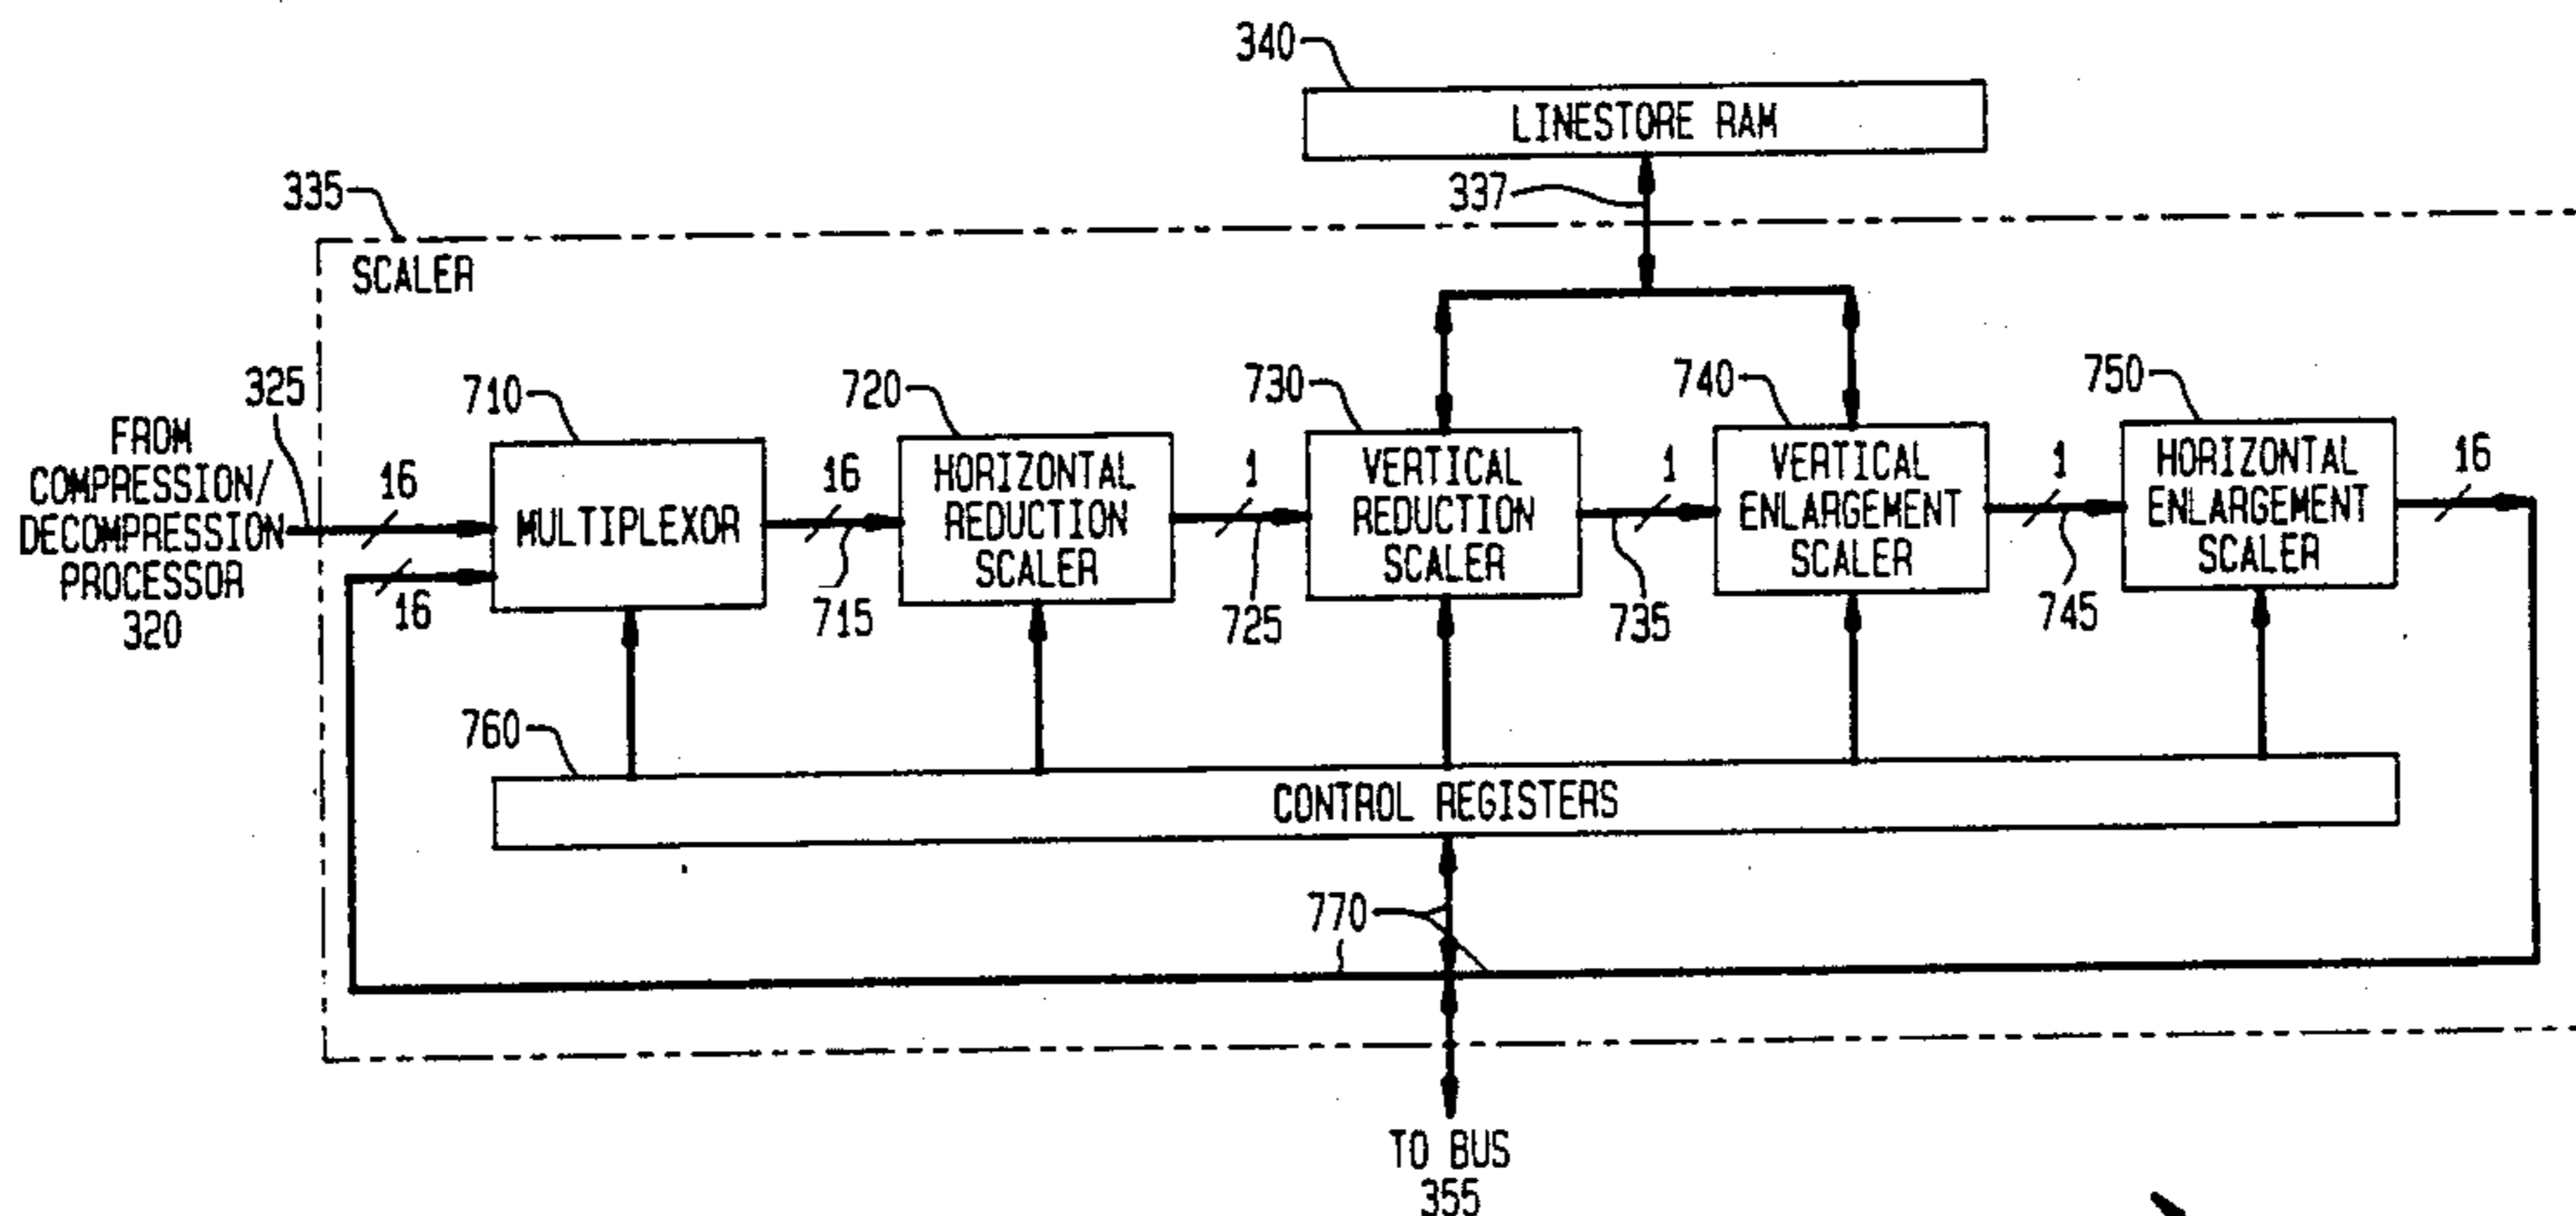 340
LINESTORE RAM
337
335
SCALER
325
FROM
COMPRESSION/
DECOMPRESSION
PROCESSOR
320
16
16
710
MULTIPLEXOR
16
715
720
HORIZONTAL
REDUCTION
SCALER
1
725
730
VERTICAL
REDUCTION
SCALER
1
735
740
VERTICAL
ENLARGEMENT
SCALER
1
745
750
HORIZONTAL
ENLARGEMENT
SCALER
16
760
CONTROL REGISTERS
770
TO BUS
355